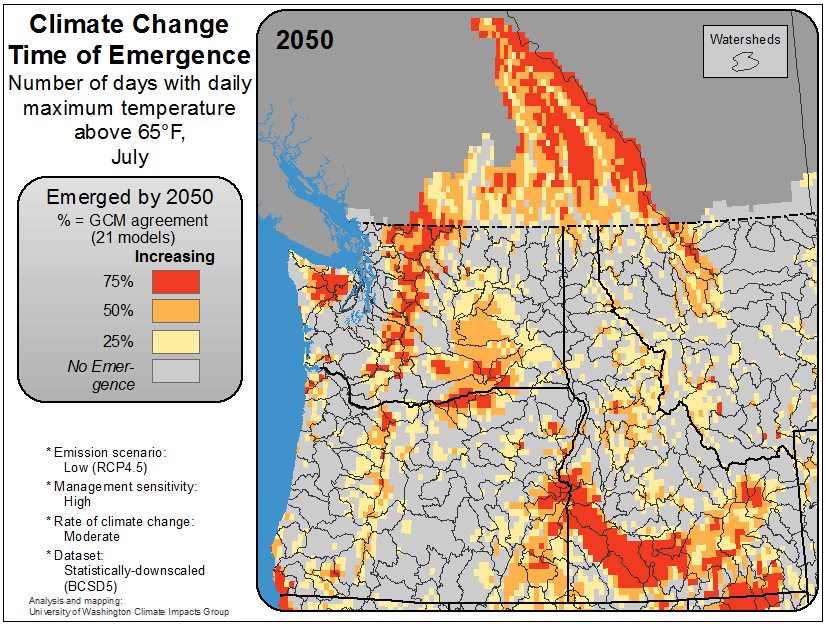 Climate Change
Time of Emergence
Number of days with daily
maximum temperature
above 65°F,
July
Emerged by 2050
% = GCM agreement
(21 models)
Increasing
75%
50%
25%
No Emer-
gence
* Emission scenario:
Low (RCP4.5)
* Management sensitivity:
High
* Rate of climate change:
Moderate
* Dataset:
Statistically-downscaled
(BCSD5)
Analysis and mapping:
University of Washington Climate Impacts Group
2050
Watersheds